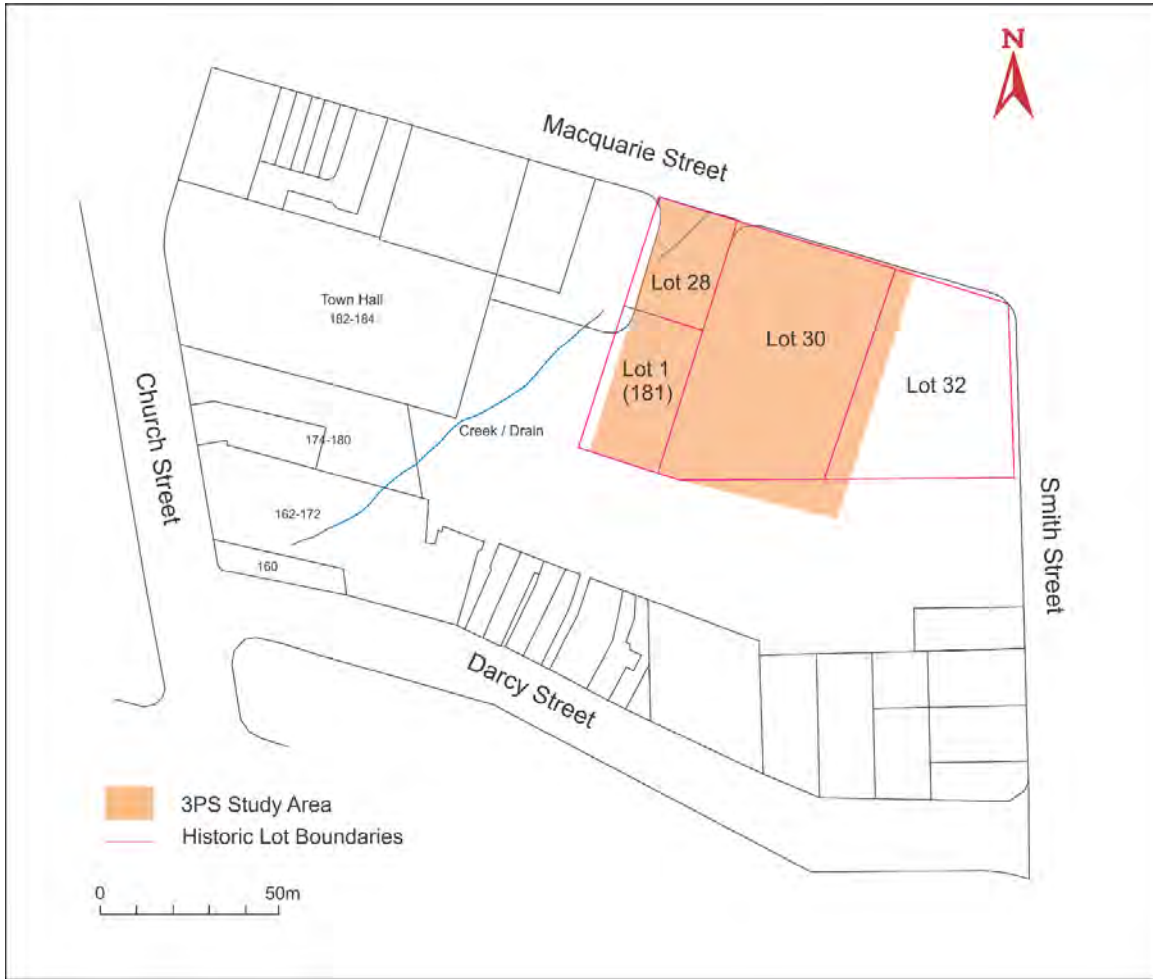 N
Macquarie Street
Lot 28
Lot 30
Lot 32
Lot 1
(181)
Town Hall
182-184
Creek / Drain
174-180
162-172
160
Church Street
Smith Street
Darcy Street
3PS Study Area
Historic Lot Boundaries
0
50m